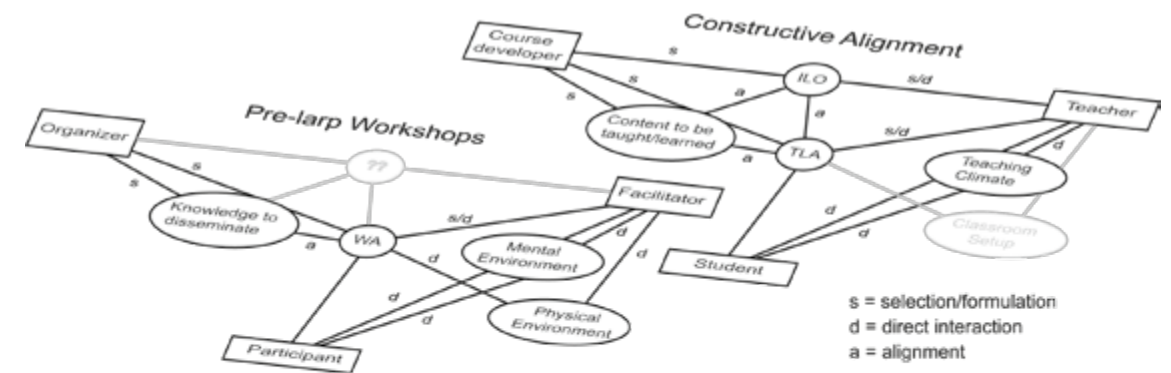 Constructive Alignment
Course
developer
s
ILO
s/d
Teacher
s
s
a
a
Content to be
taught/learned
a
TLA
s/d
d
Teaching
Climate
d
d
Classroom
Setup
Student
Pre-larp Workshops
Organizer
??
s
s
Facilitator
Knowledge to
disseminate
a
WA
s/d
d
Mental
Environment
d
d
d
d
Physical
Environment
Participant
s = selection/formulation
d = direct interaction
a = alignment